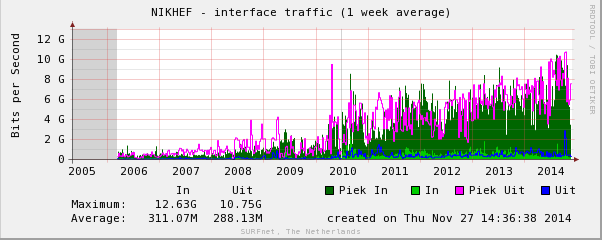 NIKHEF - interface traffic (1 week average)
RRDTOOL / TOBI OETIKER
Bits per Second
12 G
10 G
8 G
6 G
4 G
2 G
0
2005 2006 2007 2008 2009 2010 2011 2012 2013 2014
In Uit Piek In In Piek Uit Uit
Maximum: 12.63G 10.75G
Average: 311.07M 288.13M created on Thu Nov 27 14:36:38 2014
SURFnet, The Netherlands